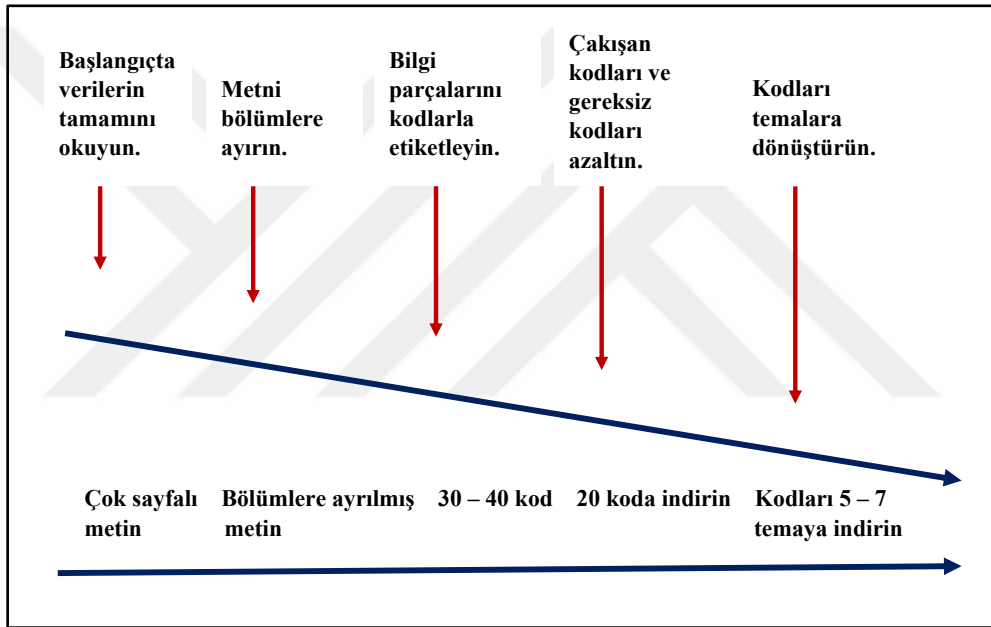 Başlangıçta
verilerin
tamamını
okuyun.
Metni
bölümlere
ayırın.
Bilgi
parçalarını
kodlarla
etiketleyin.
Çakışan
kodları ve
gereksiz
kodları
azaltın.
Kodları
temalara
dönüştürün.
Çok sayfalı
metin
Bölümlere ayrılmış
metin
30 – 40 kod
20 koda indirin
Kodları 5 – 7
temaya indirin